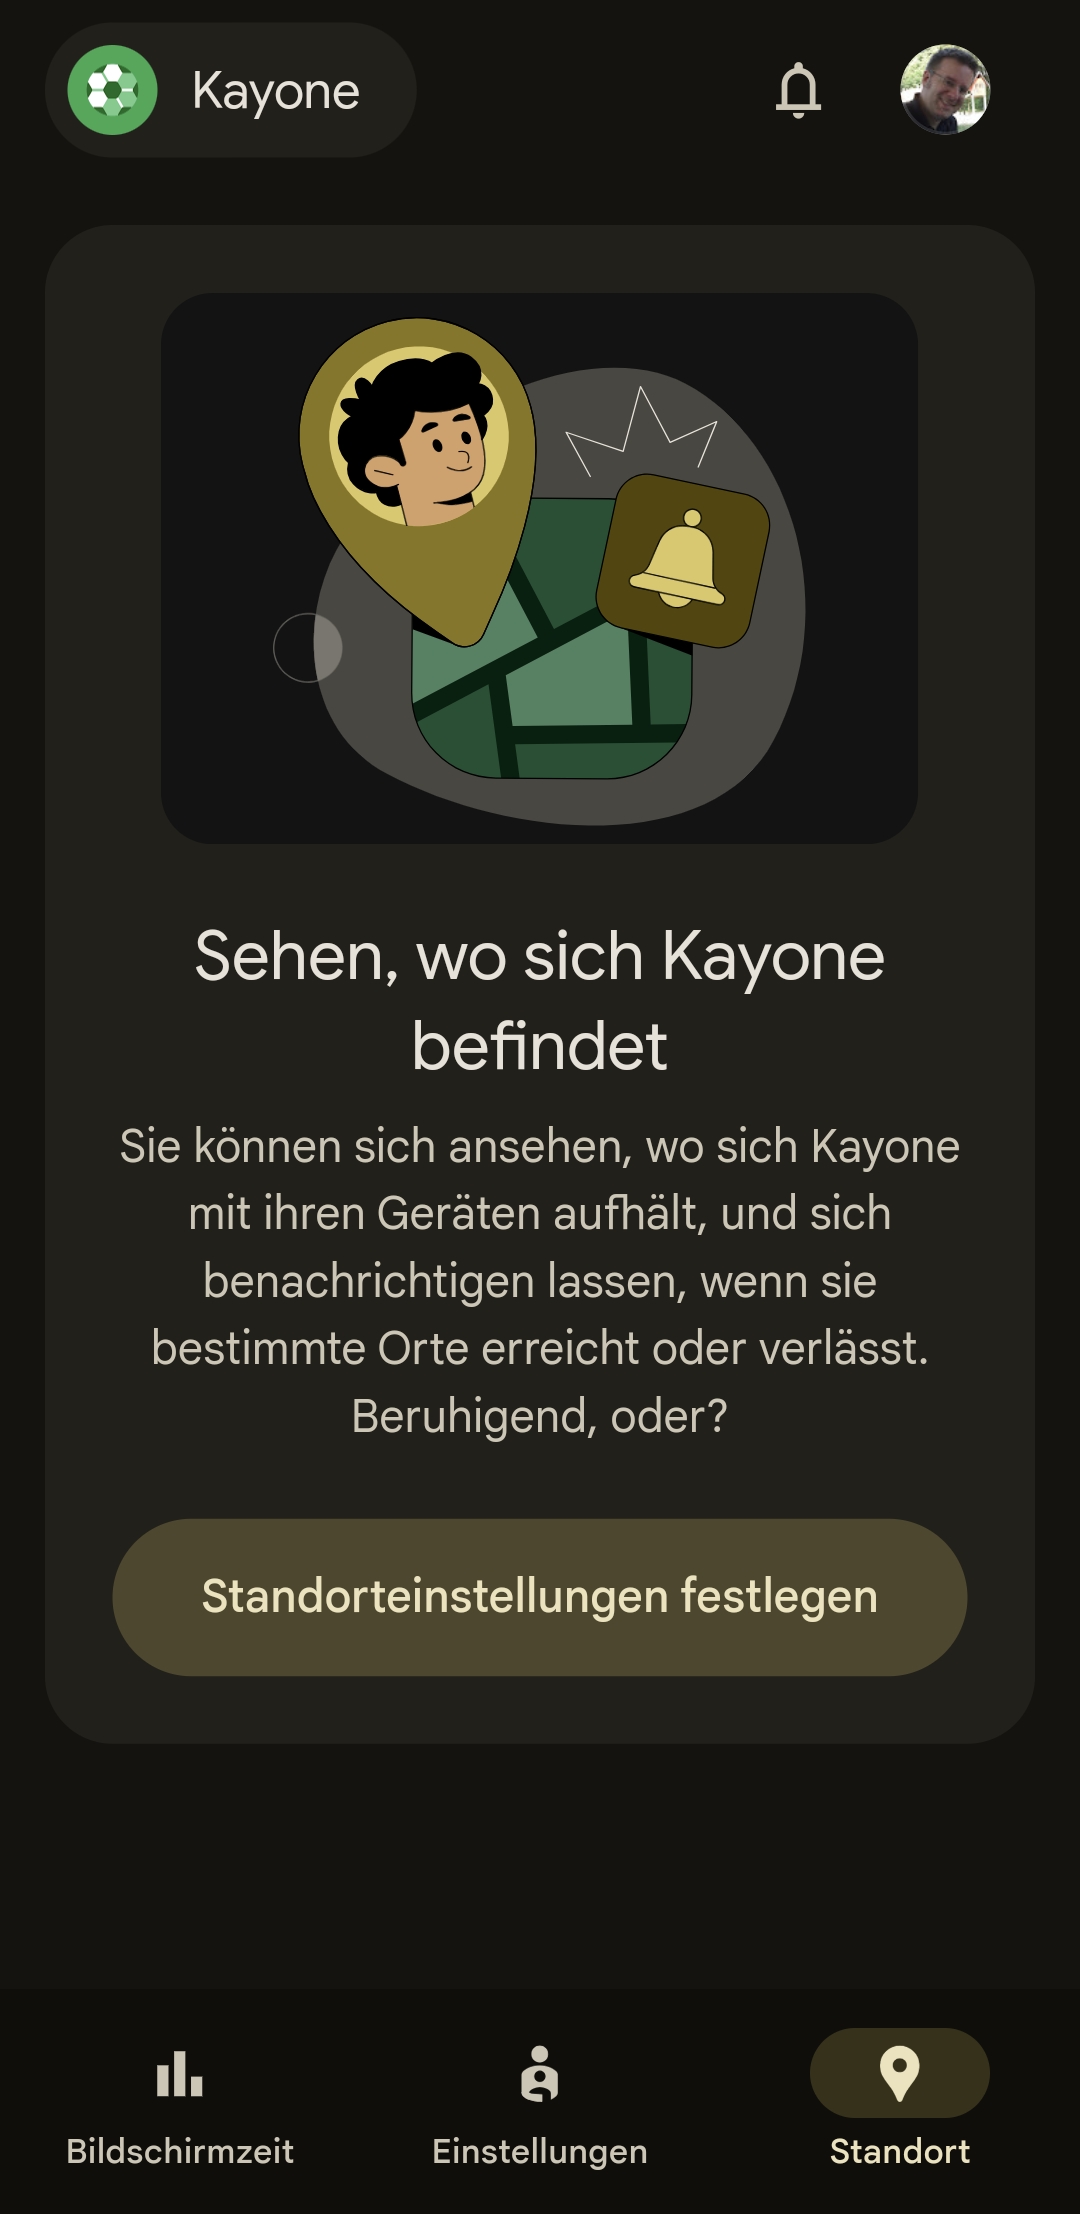 Kayone
Sehen, wo sich Kayone
befindet
Sie können sich ansehen, wo sich Kayone
mit ihren Geräten aufhält, und sich
benachrichtigen lassen, wenn sie
bestimmte Orte erreicht oder verlässt.
Beruhigend, oder?
Standorteinstellungen festlegen
Bildschirmzeit
Einstellungen
Standort